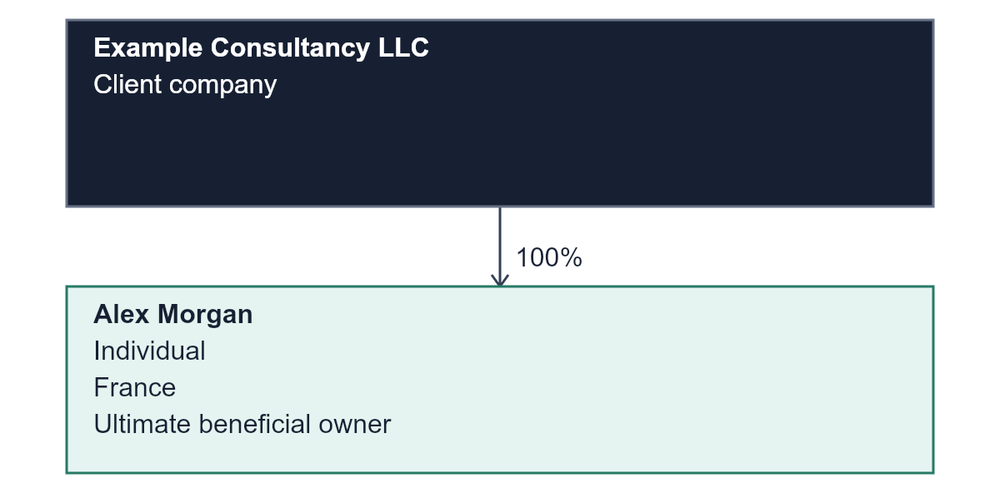 Example Consultancy LLC
Client company
100%
Alex Morgan
Individual
France
Ultimate beneficial owner